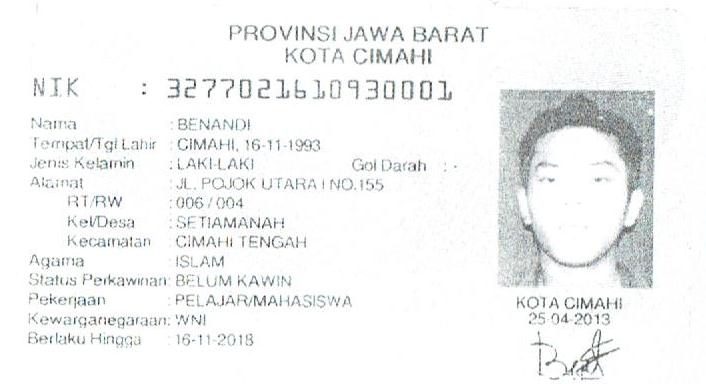 PROVINSI JAWA BARAT
KOTA CIMAHI
NIK : 3277021610930001
Nama : BENANDI
Tempat/Tgl Lahir : CIMAHI, 16-11-1993
Jenis Kelamin : LAKI-LAKI Gol Darah : -
Alamat : JL. POJOK UTARA I NO.155
RT/RW : 006 / 004
Kel/Desa : SETIAMANAH
Kecamatan : CIMAHI TENGAH
Agama : ISLAM
Status Perkawinan: BELUM KAWIN
Pekerjaan : PELAJAR/MAHASISWA
Kewarganegaraan: WNI
Berlaku Hingga : 16-11-2018
KOTA CIMAHI
25-04-2013